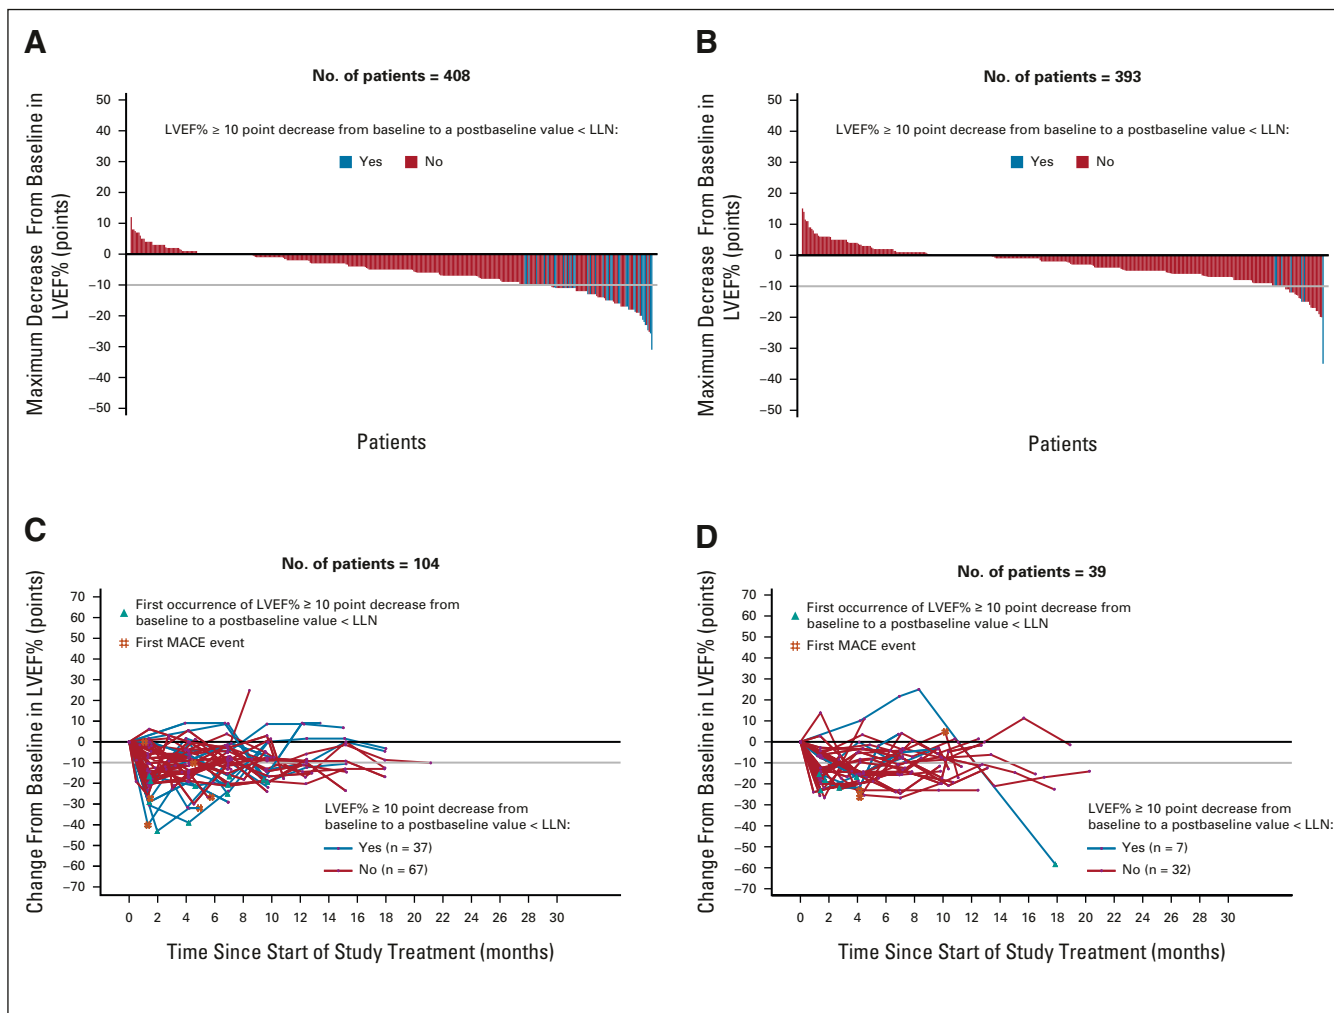 A
No. of patients = 408
Maximum Decrease From Baseline in
LVEF% (points)
50
40
30
20
10
0
−10
−20
−30
−40
−50
LVEF% ≥ 10 point decrease from baseline to a postbaseline value < LLN:
Yes No
Patients
B
No. of patients = 393
Maximum Decrease From Baseline in
LVEF% (points)
50
40
30
20
10
0
−10
−20
−30
−40
−50
LVEF% ≥ 10 point decrease from baseline to a postbaseline value < LLN:
Yes No
Patients
C
No. of patients = 104
Change From Baseline in LVEF% (points)
70
60
50
40
30
20
10
0
−10
−20
−30
−40
−50
−60
−70
First occurrence of LVEF% ≥ 10 point decrease from
baseline to a postbaseline value < LLN
First MACE event
LVEF% ≥ 10 point decrease from
baseline to a postbaseline value < LLN:
Yes (n = 37)
No (n = 67)
0 2 4 6 8 10 12 14 16 18 20 22 24 26 28 30
Time Since Start of Study Treatment (months)
D
No. of patients = 39
Change From Baseline in LVEF% (points)
70
60
50
40
30
20
10
0
−10
−20
−30
−40
−50
−60
−70
First occurrence of LVEF% ≥ 10 point decrease from
baseline to a postbaseline value < LLN
First MACE event
LVEF% ≥ 10 point decrease from
baseline to a postbaseline value < LLN:
Yes (n = 7)
No (n = 32)
0 2 4 6 8 10 12 14 16 18 20 22 24 26 28 30
Time Since Start of Study Treatment (months)